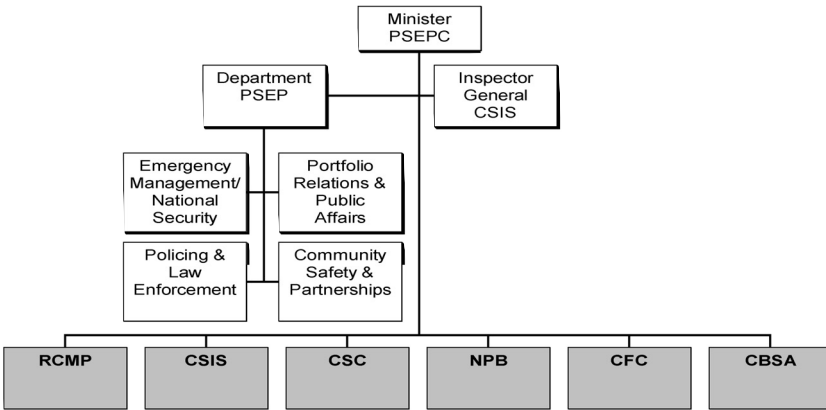 Minister
PSEPC
Department
PSEP
Inspector
General
CSIS
Emergency
Management/
National
Security
Portfolio
Relations &
Public
Affairs
Policing &
Law
Enforcement
Community
Safety &
Partnerships
RCMP
CSIS
CSC
NPB
CFC
CBSA